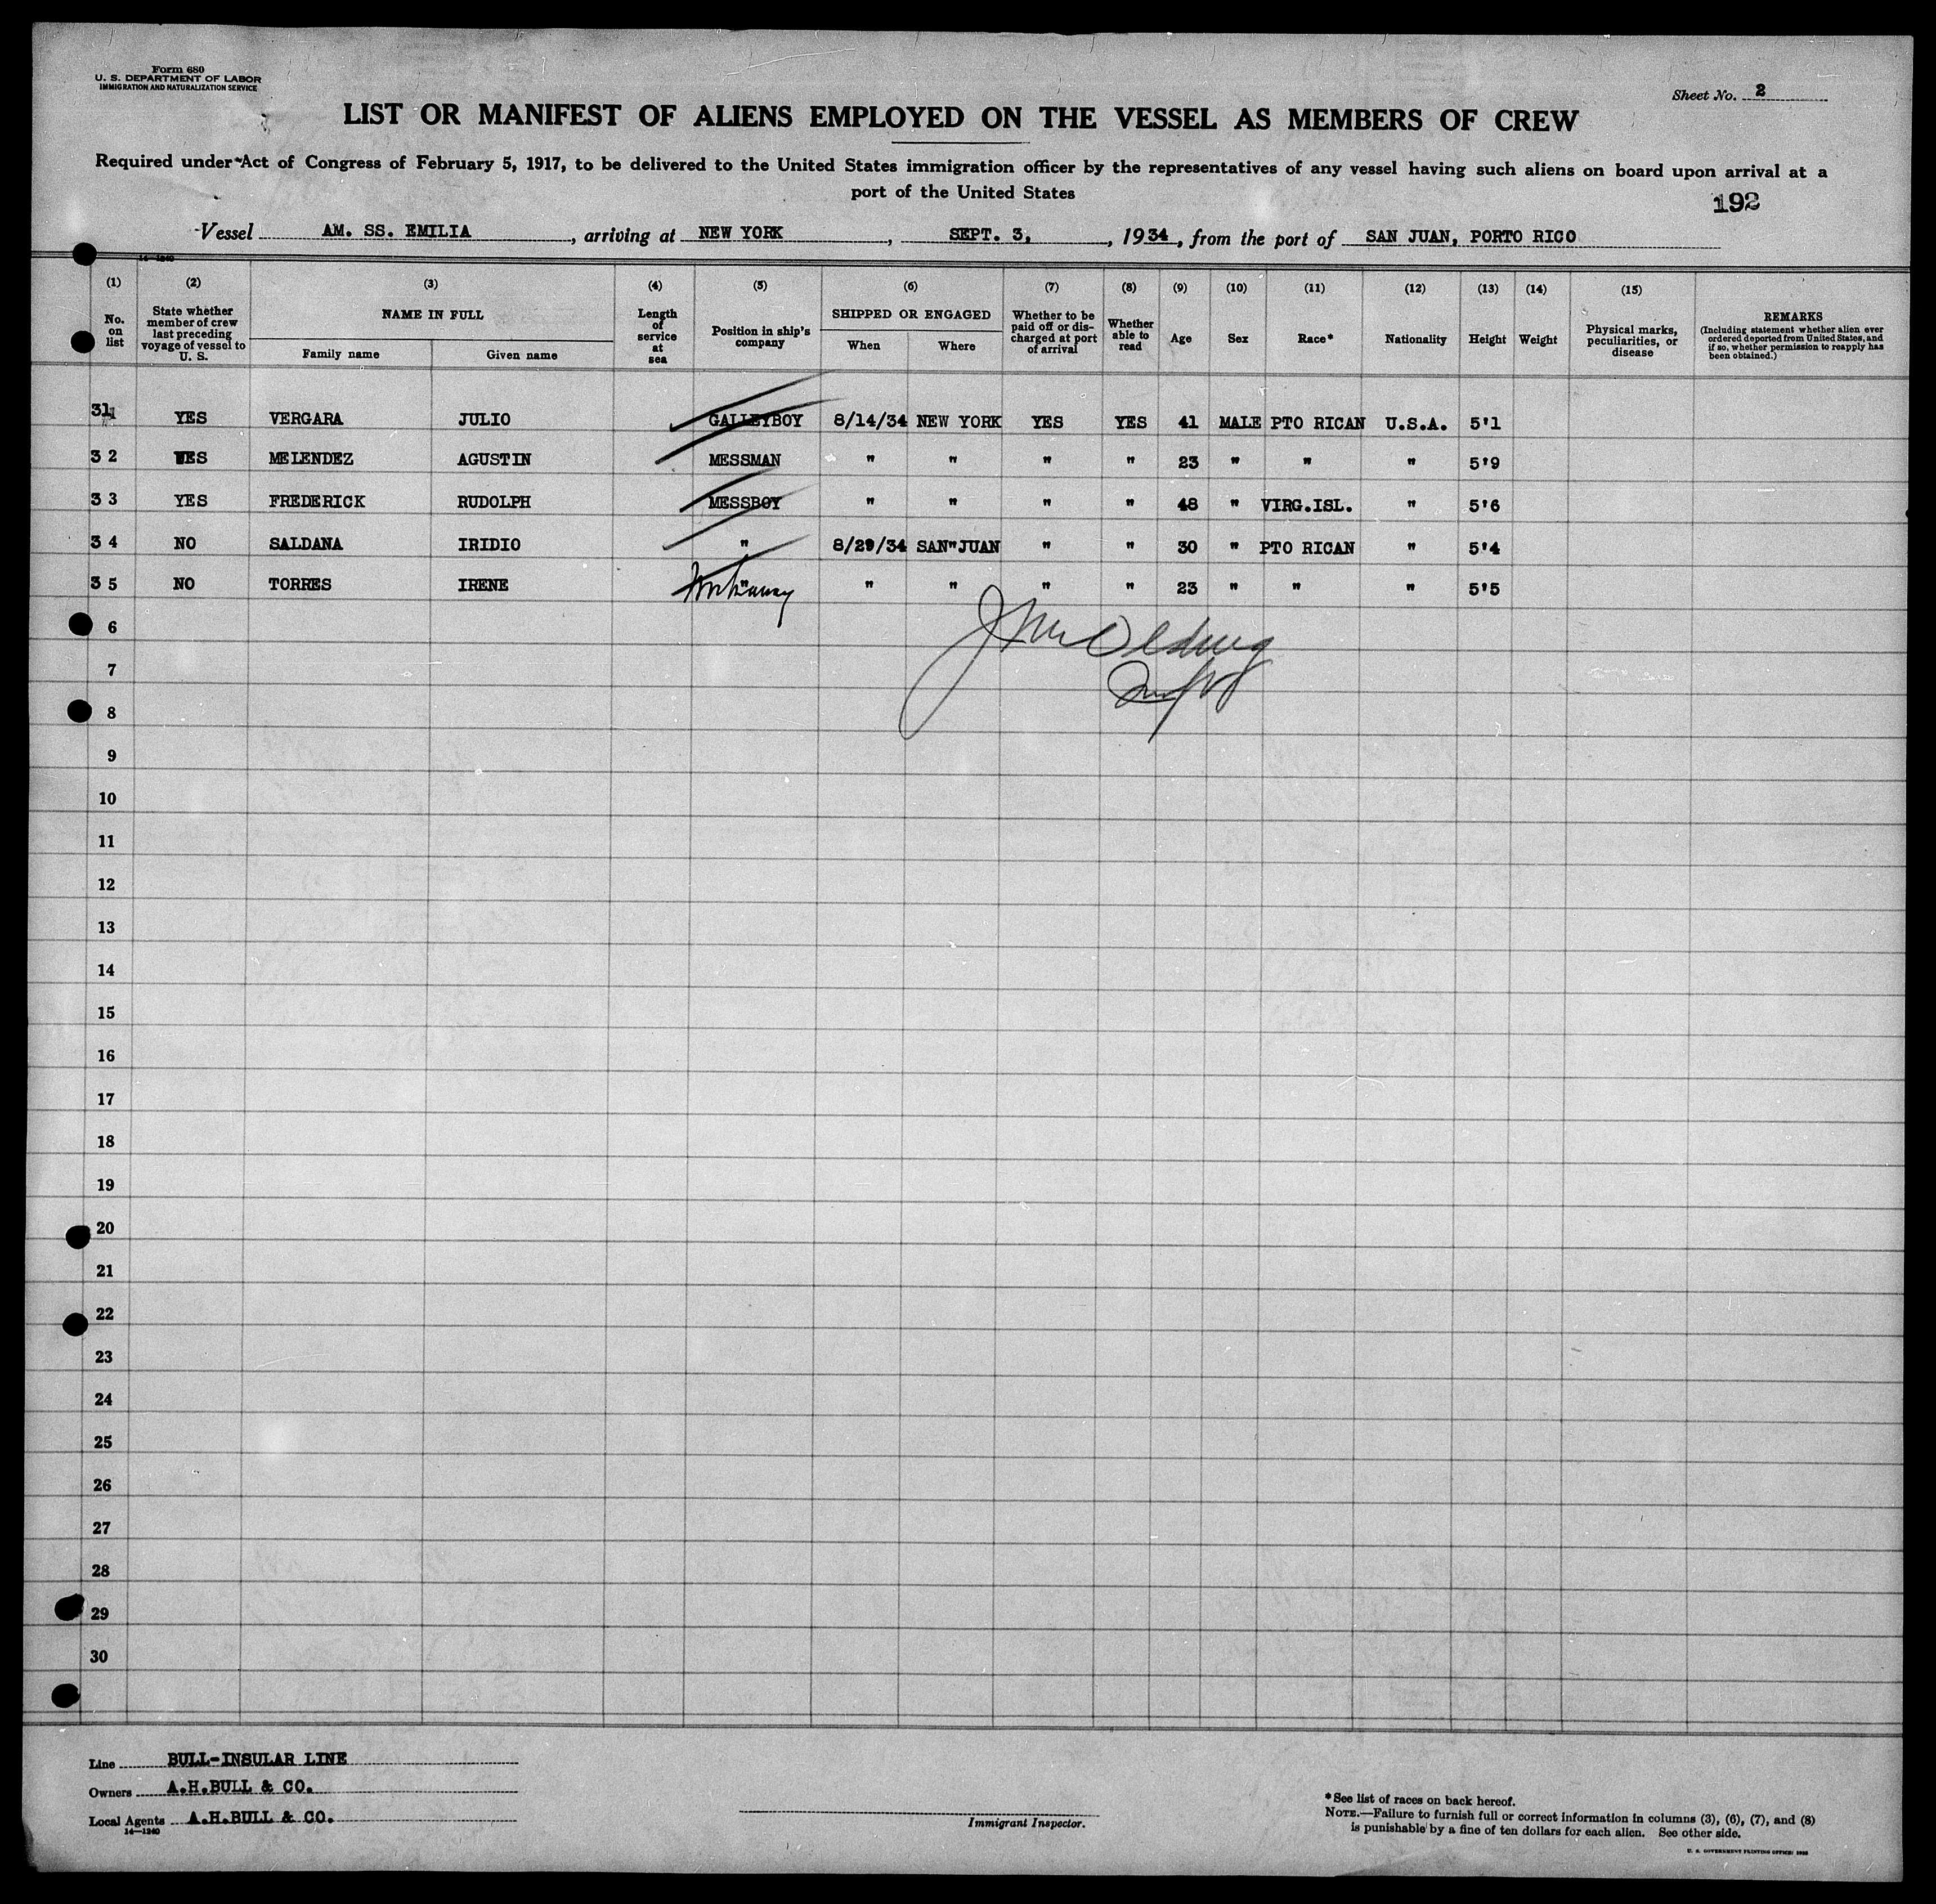 Form 680
U. S. DEPARTMENT OF LABOR
IMMIGRATION AND NATURALIZATION SERVICE
Sheet No. 2
LIST OR MANIFEST OF ALIENS EMPLOYED ON THE VESSEL AS MEMBERS OF CREW
Required under Act of Congress of February 5, 1917, to be delivered to the United States immigration officer by the representatives of any vessel having such aliens on board upon arrival at a
port of the United States
192
Vessel AM. SS. EMILIA, arriving at NEW YORK, SEPT. 3, 1934, from the port of SAN JUAN, PORTO RICO
14—1240
(1) (2) (3) (4) (5) (6) (7) (8) (9) (10) (11) (12) (13) (14) (15)
No. on list
State whether member of crew last preceding voyage of vessel to U. S.
NAME IN FULL
Family name Given name
Length of service at sea
Position in ship's company
SHIPPED OR ENGAGED
When Where
Whether to be paid off or discharged at port of arrival
Whether able to read
Age
Sex
Race*
Nationality
Height
Weight
Physical marks, peculiarities, or disease
REMARKS
(Including statement whether alien ever ordered deported from United States, and if so, whether permission to reapply has been obtained.)
31 YES VERGARA JULIO GALLEYBOY 8/14/34 NEW YORK YES YES 41 MALE PTO RICAN U.S.A. 5'1
32 YES MELENDEZ AGUSTIN MESSMAN " " " " 23 " " " 5'9
33 YES FREDERICK RUDOLPH MESSBOY " " " " 48 " VIRG.ISL. " 5'6
34 NO SALDANA IRIDIO " 8/29/34 SAN"JUAN " " 30 " PTO RICAN " 5'4
35 NO TORRES IRENE " " " " " 23 " " " 5'5
6
7
8
9
10
11
12
13
14
15
16
17
18
19
20
21
22
23
24
25
26
27
28
29
30
Line BULL-INSULAR LINE
Owners A.H.BULL & CO.
Local Agents A.H.BULL & CO.
14—1240
Immigrant Inspector.
*See list of races on back hereof.
NOTE.—Failure to furnish full or correct information in columns (3), (6), (7), and (8)
is punishable by a fine of ten dollars for each alien. See other side.